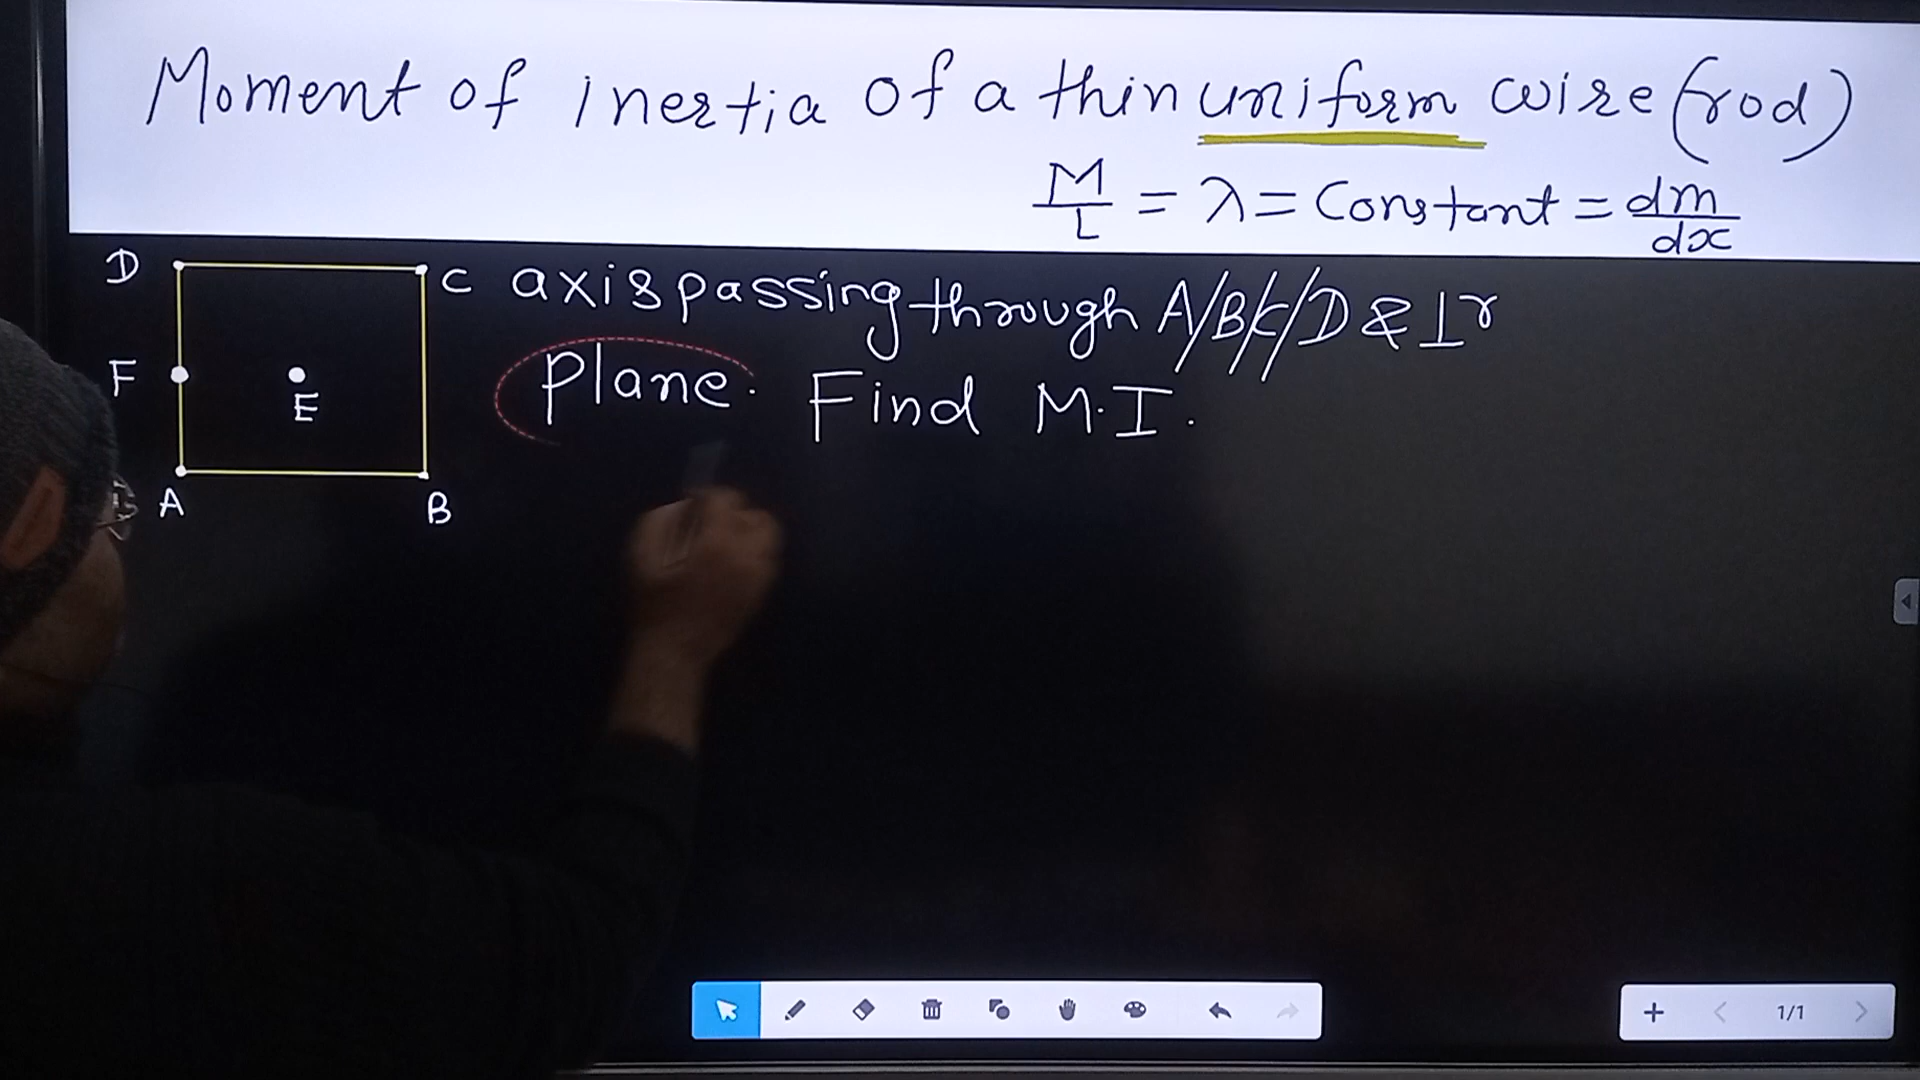 Moment of inertia of a thin uniform wire (rod)
M/L = λ = Constant = dm/dx
D
C
axis passing through A/B/C/D & ⊥r
F
E
Plane. Find M.I.
A
B
1/1